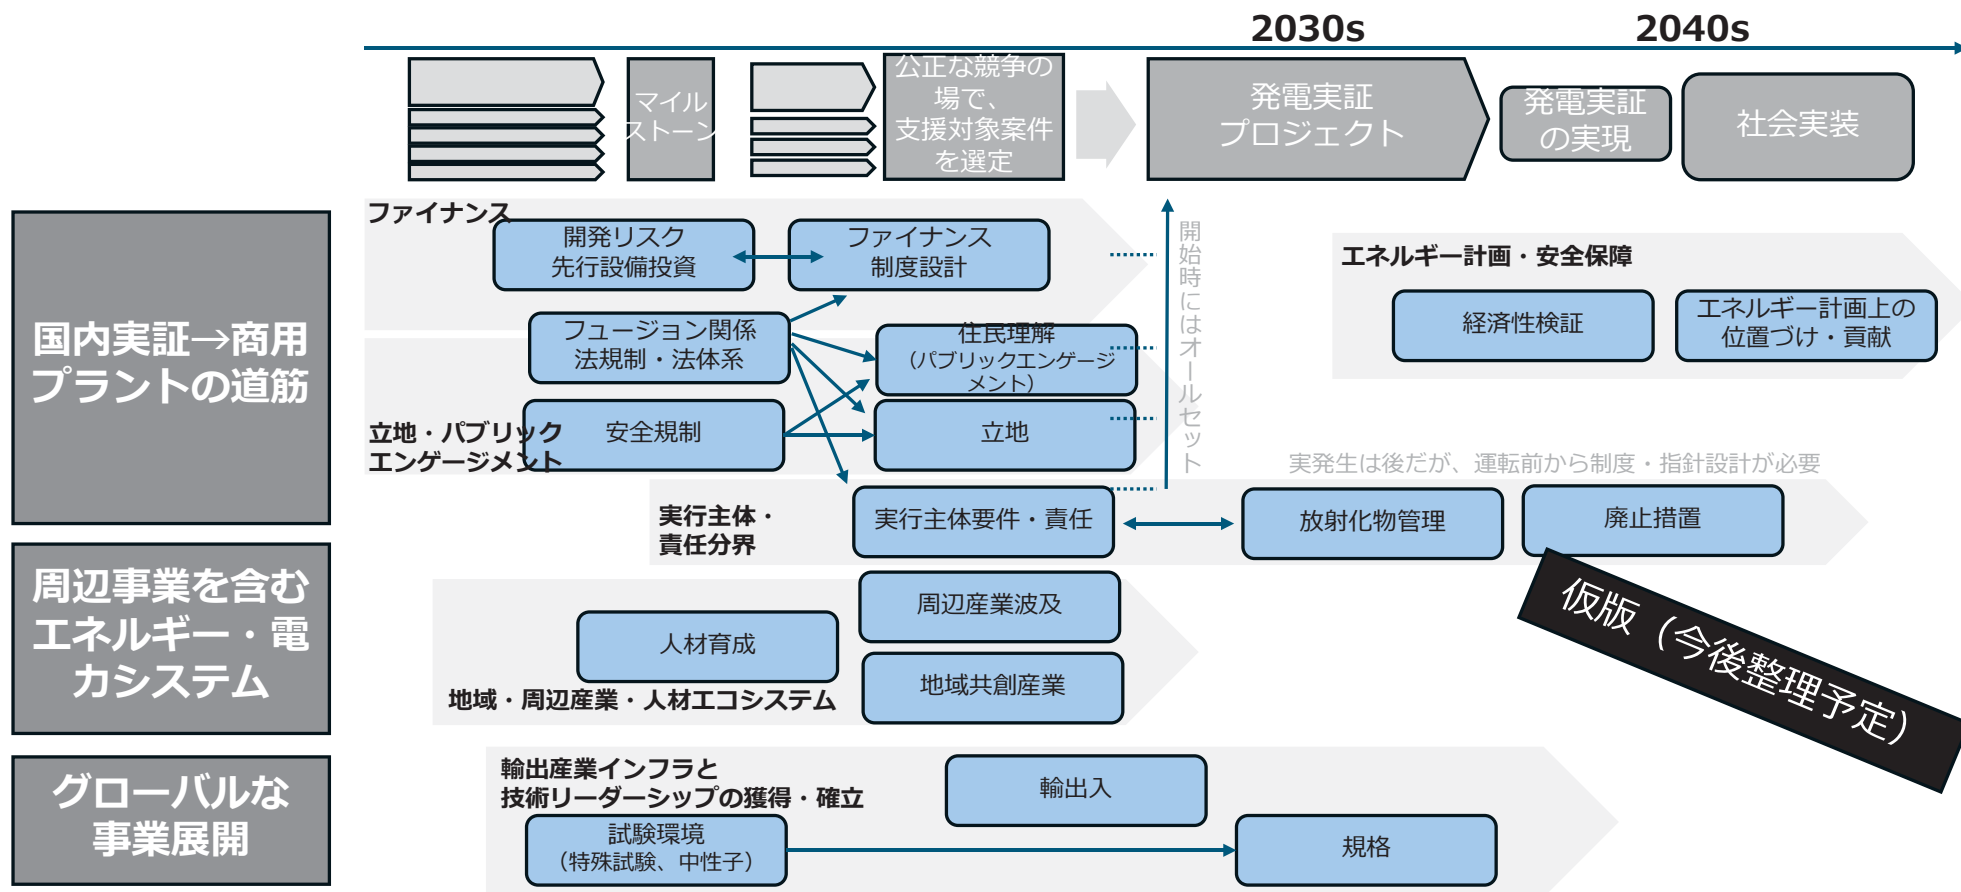 2030s
2040s
マイル
ストーン
公正な競争の
場で、
支援対象案件
を選定
発電実証
プロジェクト
発電実証
の実現
社会実装
国内実証→商用
プラントの道筋
ファイナンス
開発リスク
先行設備投資
ファイナンス
制度設計
フュージョン関係
法規制・法体系
住民理解
（パブリックエンゲージ
メント）
立地・パブリック
エンゲージメント
安全規制
立地
開始時にはオールセット
エネルギー計画・安全保障
経済性検証
エネルギー計画上の
位置づけ・貢献
実発生は後だが、運転前から制度・指針設計が必要
実行主体・
責任分界
実行主体要件・責任
放射化物管理
廃止措置
周辺事業を含む
エネルギー・電
力システム
周辺産業波及
人材育成
地域共創産業
地域・周辺産業・人材エコシステム
仮版（今後整理予定）
グローバルな
事業展開
輸出産業インフラと
技術リーダーシップの獲得・確立
輸出入
試験環境
（特殊試験、中性子）
規格